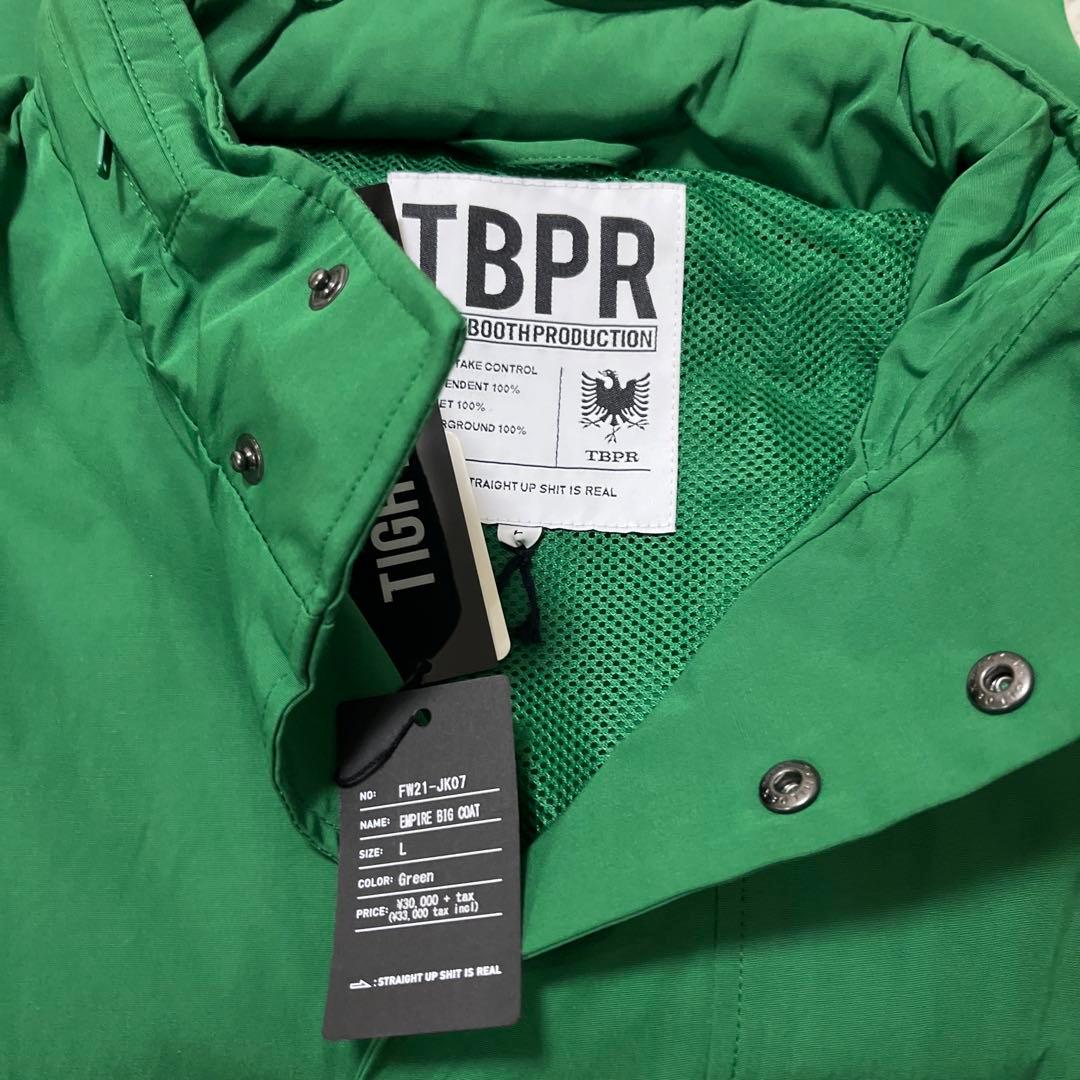 TBPR
BOOTHPRODUCTION
TAKE CONTROL
ENDENT 100%
ET 100%
RGROUND 100%
TBPR
TRAIGHT UP SHIT IS REAL
L
TIGH
NO: FW21-JK07
NAME: EMPIRE BIG COAT
SIZE: L
COLOR: Green
PRICE: ¥30,000 + tax
(¥33,000 tax incl)
:STRAIGHT UP SHIT IS REAL